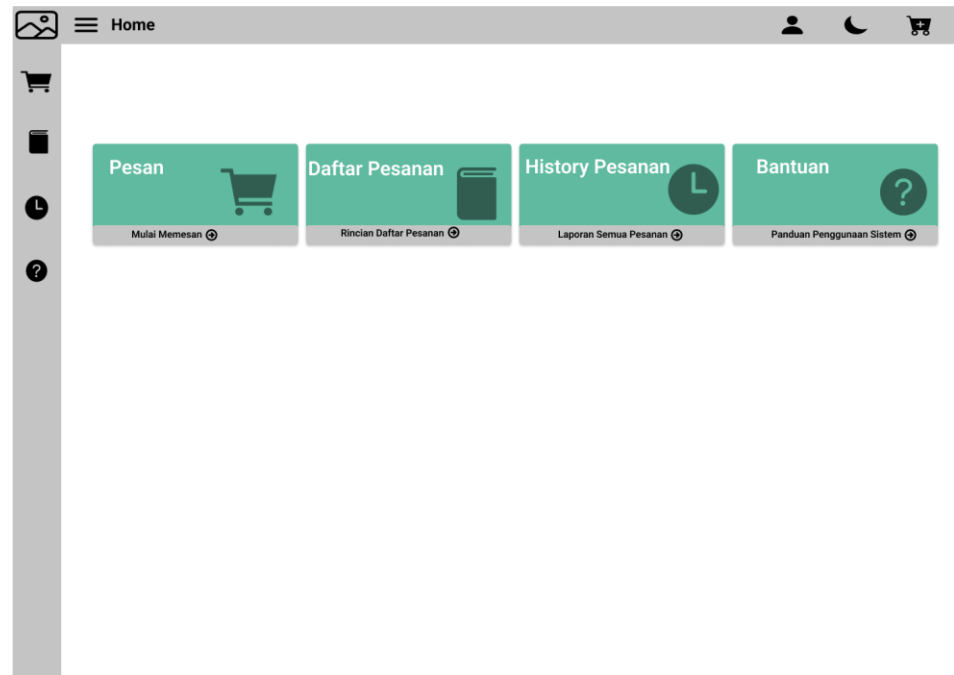 Home
Pesan
Mulai Memesan
Daftar Pesanan
Rincian Daftar Pesanan
History Pesanan
Laporan Semua Pesanan
Bantuan
?
Panduan Penggunaan Sistem
?